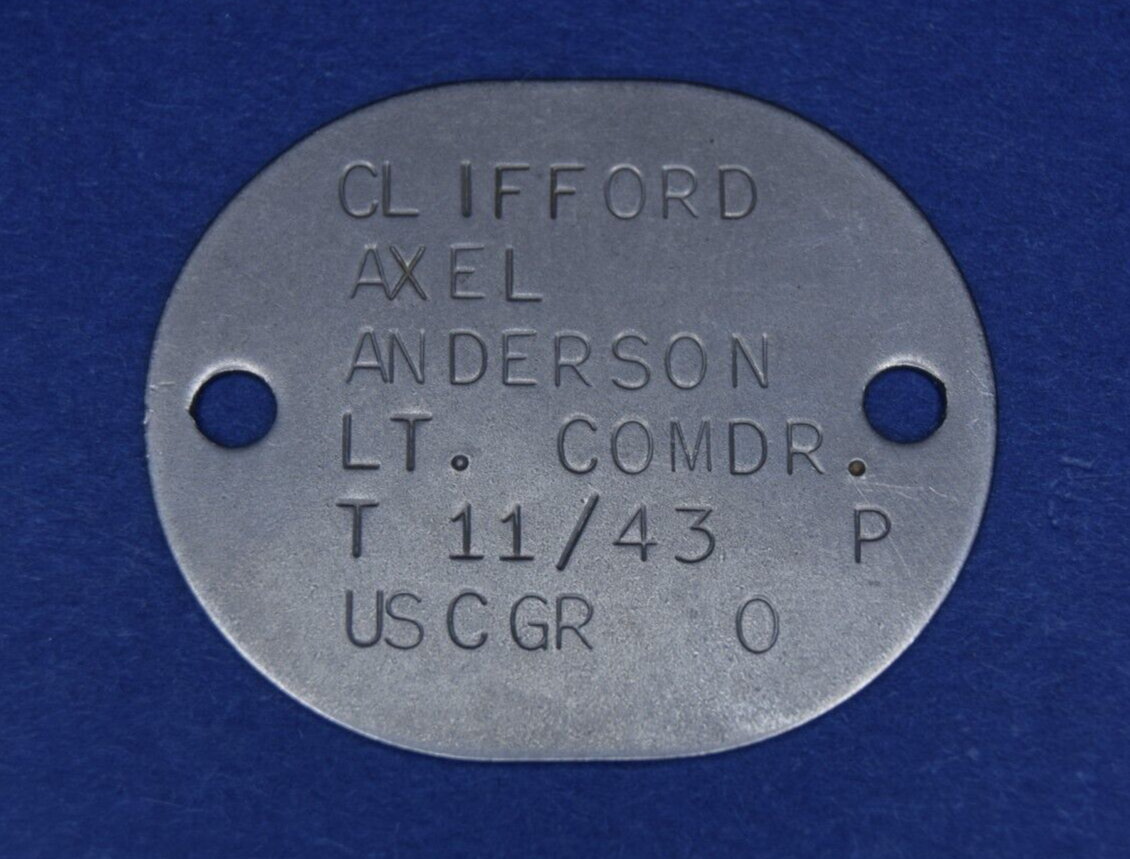 CLIFFORD
AXEL
ANDERSON
LT. COMDR.
T 11/43 P
USCGR O